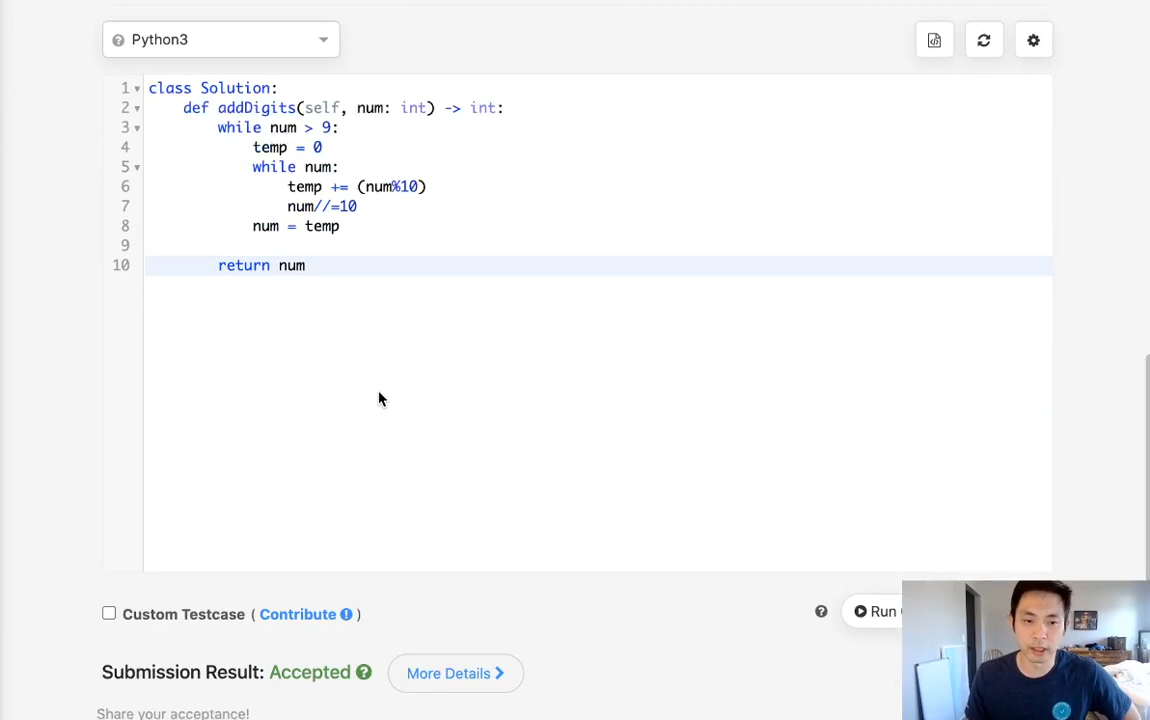 Python3
1 class Solution:
2 def addDigits(self, num: int) -> int:
3 while num > 9:
4 temp = 0
5 while num:
6 temp += (num%10)
7 num//=10
8 num = temp
9
10 return num
Custom Testcase ( Contribute )
Run
Submission Result: Accepted
More Details
Share your acceptance!